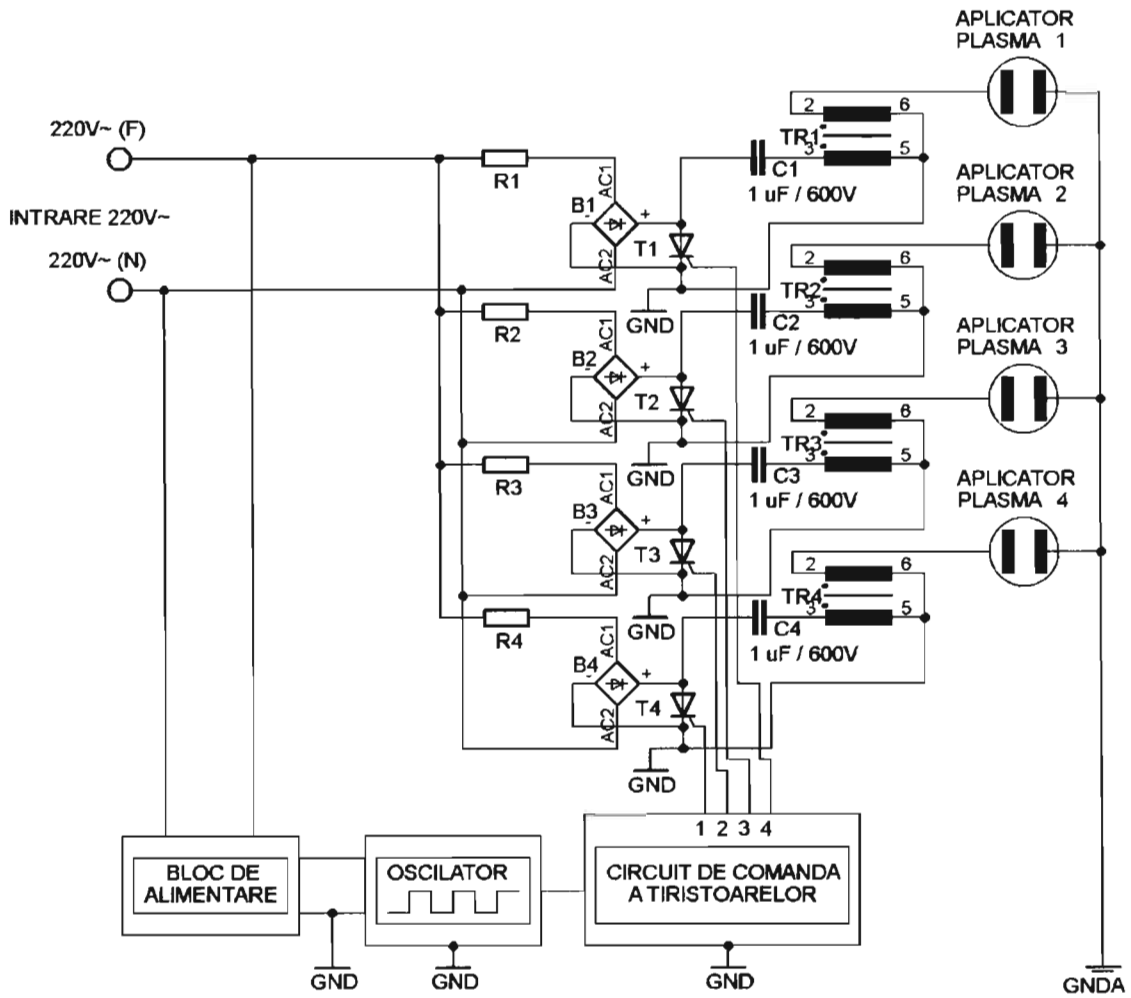 APLICATOR
PLASMA 1
2
6
TR1
3
5
C1
1 uF / 600V
220V~ (F)
R1
AC1
B1
-
+
AC2
T1
INTRARE 220V~
220V~ (N)
GND
APLICATOR
PLASMA 2
2
6
TR2
3
5
C2
1 uF / 600V
R2
AC1
B2
-
+
AC2
T2
GND
APLICATOR
PLASMA 3
2
6
TR3
3
5
C3
1 uF / 600V
R3
AC1
B3
-
+
AC2
T3
GND
APLICATOR
PLASMA 4
2
6
TR4
3
5
C4
1 uF / 600V
R4
AC1
B4
-
+
AC2
T4
GND
1 2 3 4
BLOC DE
ALIMENTARE
OSCILATOR
CIRCUIT DE COMANDA
A TIRISTOARELOR
GND
GND
GND
GNDA